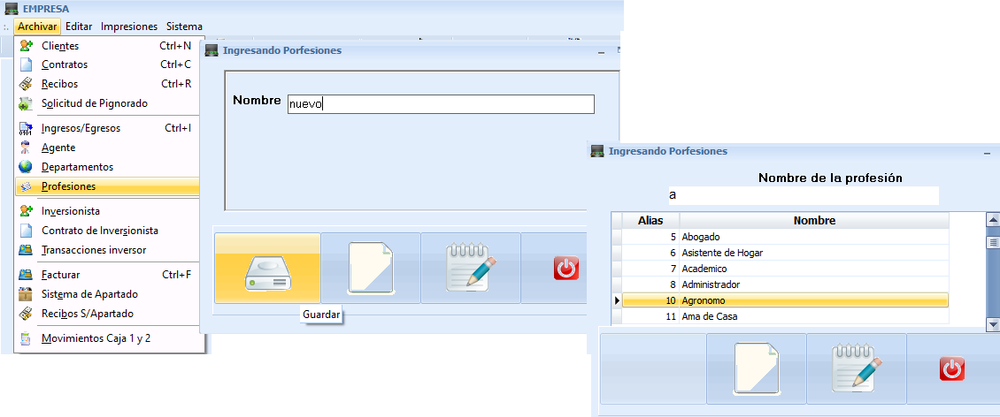 EMPRESA
Archivar Editar Impresiones Sistema
Clientes Ctrl+N
Contratos Ctrl+C
Recibos Ctrl+R
Solicitud de Pignorado
Ingresos/Egresos Ctrl+I
Agente
Departamentos
Profesiones
Inversionista
Contrato de Inversionista
Transacciones inversor
Facturar Ctrl+F
Sistema de Apartado
Recibos S/Apartado
Movimientos Caja 1 y 2
Ingresando Porfesiones
Nombre nuevo
Guardar
Ingresando Porfesiones
Nombre de la profesión
a
Alias Nombre
5 Abogado
6 Asistente de Hogar
7 Academico
8 Administrador
10 Agronomo
11 Ama de Casa